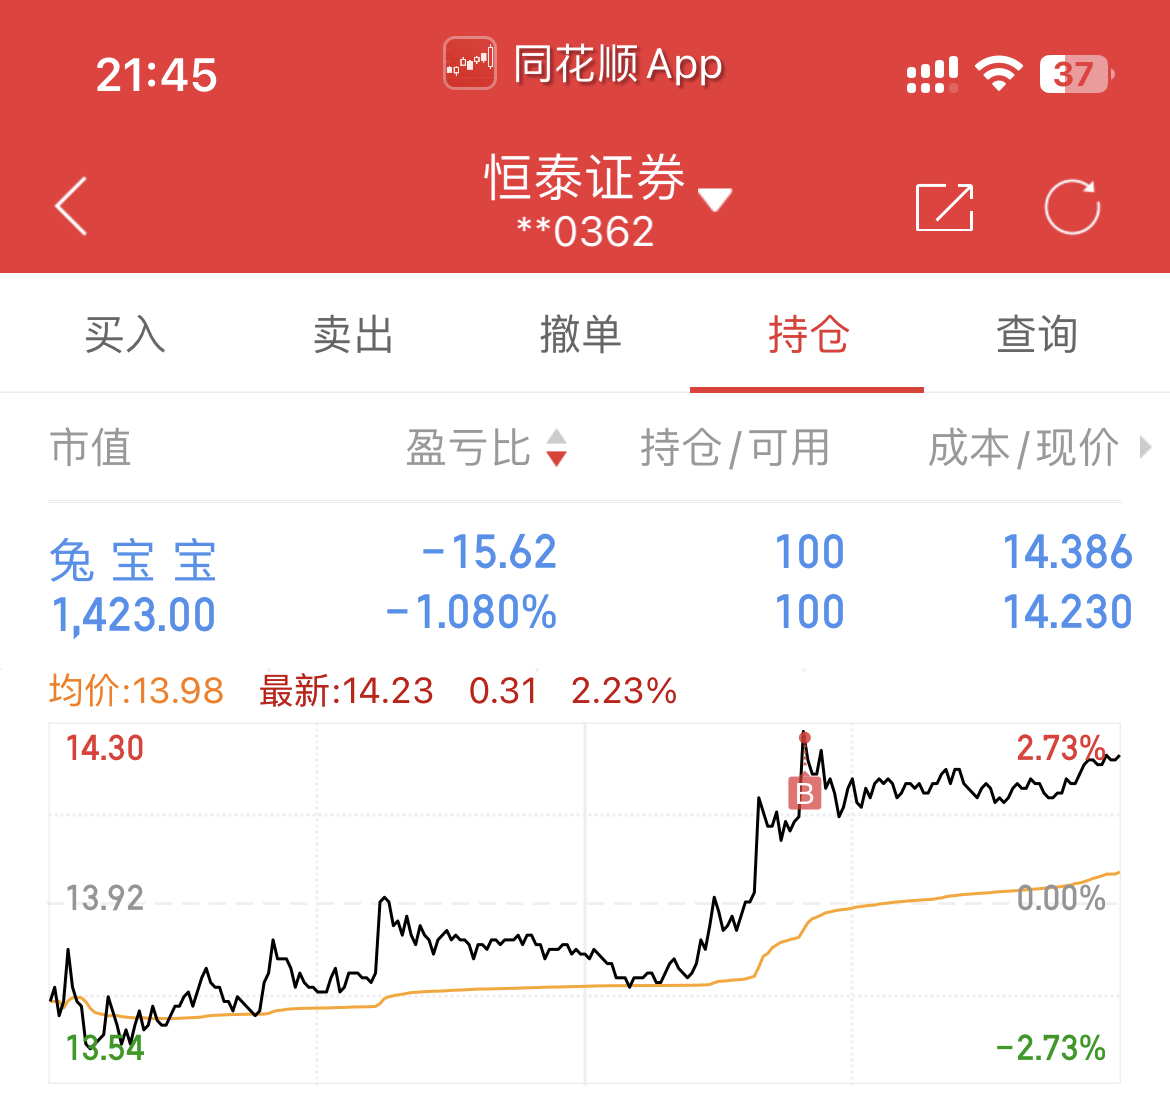 21:45 同花顺App 37
恒泰证券
**0362
买入 卖出 撤单 持仓 查询
市值 盈亏比 持仓/可用 成本/现价
兔宝宝 -15.62 100 14.386
1,423.00 -1.080% 100 14.230
均价:13.98 最新:14.23 0.31 2.23%
14.30 2.73%
B
13.92 0.00%
13.54 -2.73%